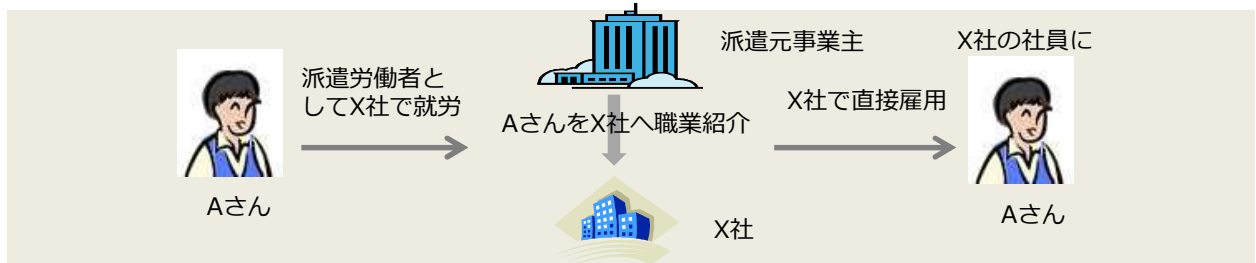 派遣労働者と
してX社で就労
Aさん
派遣元事業主
AさんをX社へ職業紹介
X社
X社で直接雇用
X社の社員に
Aさん